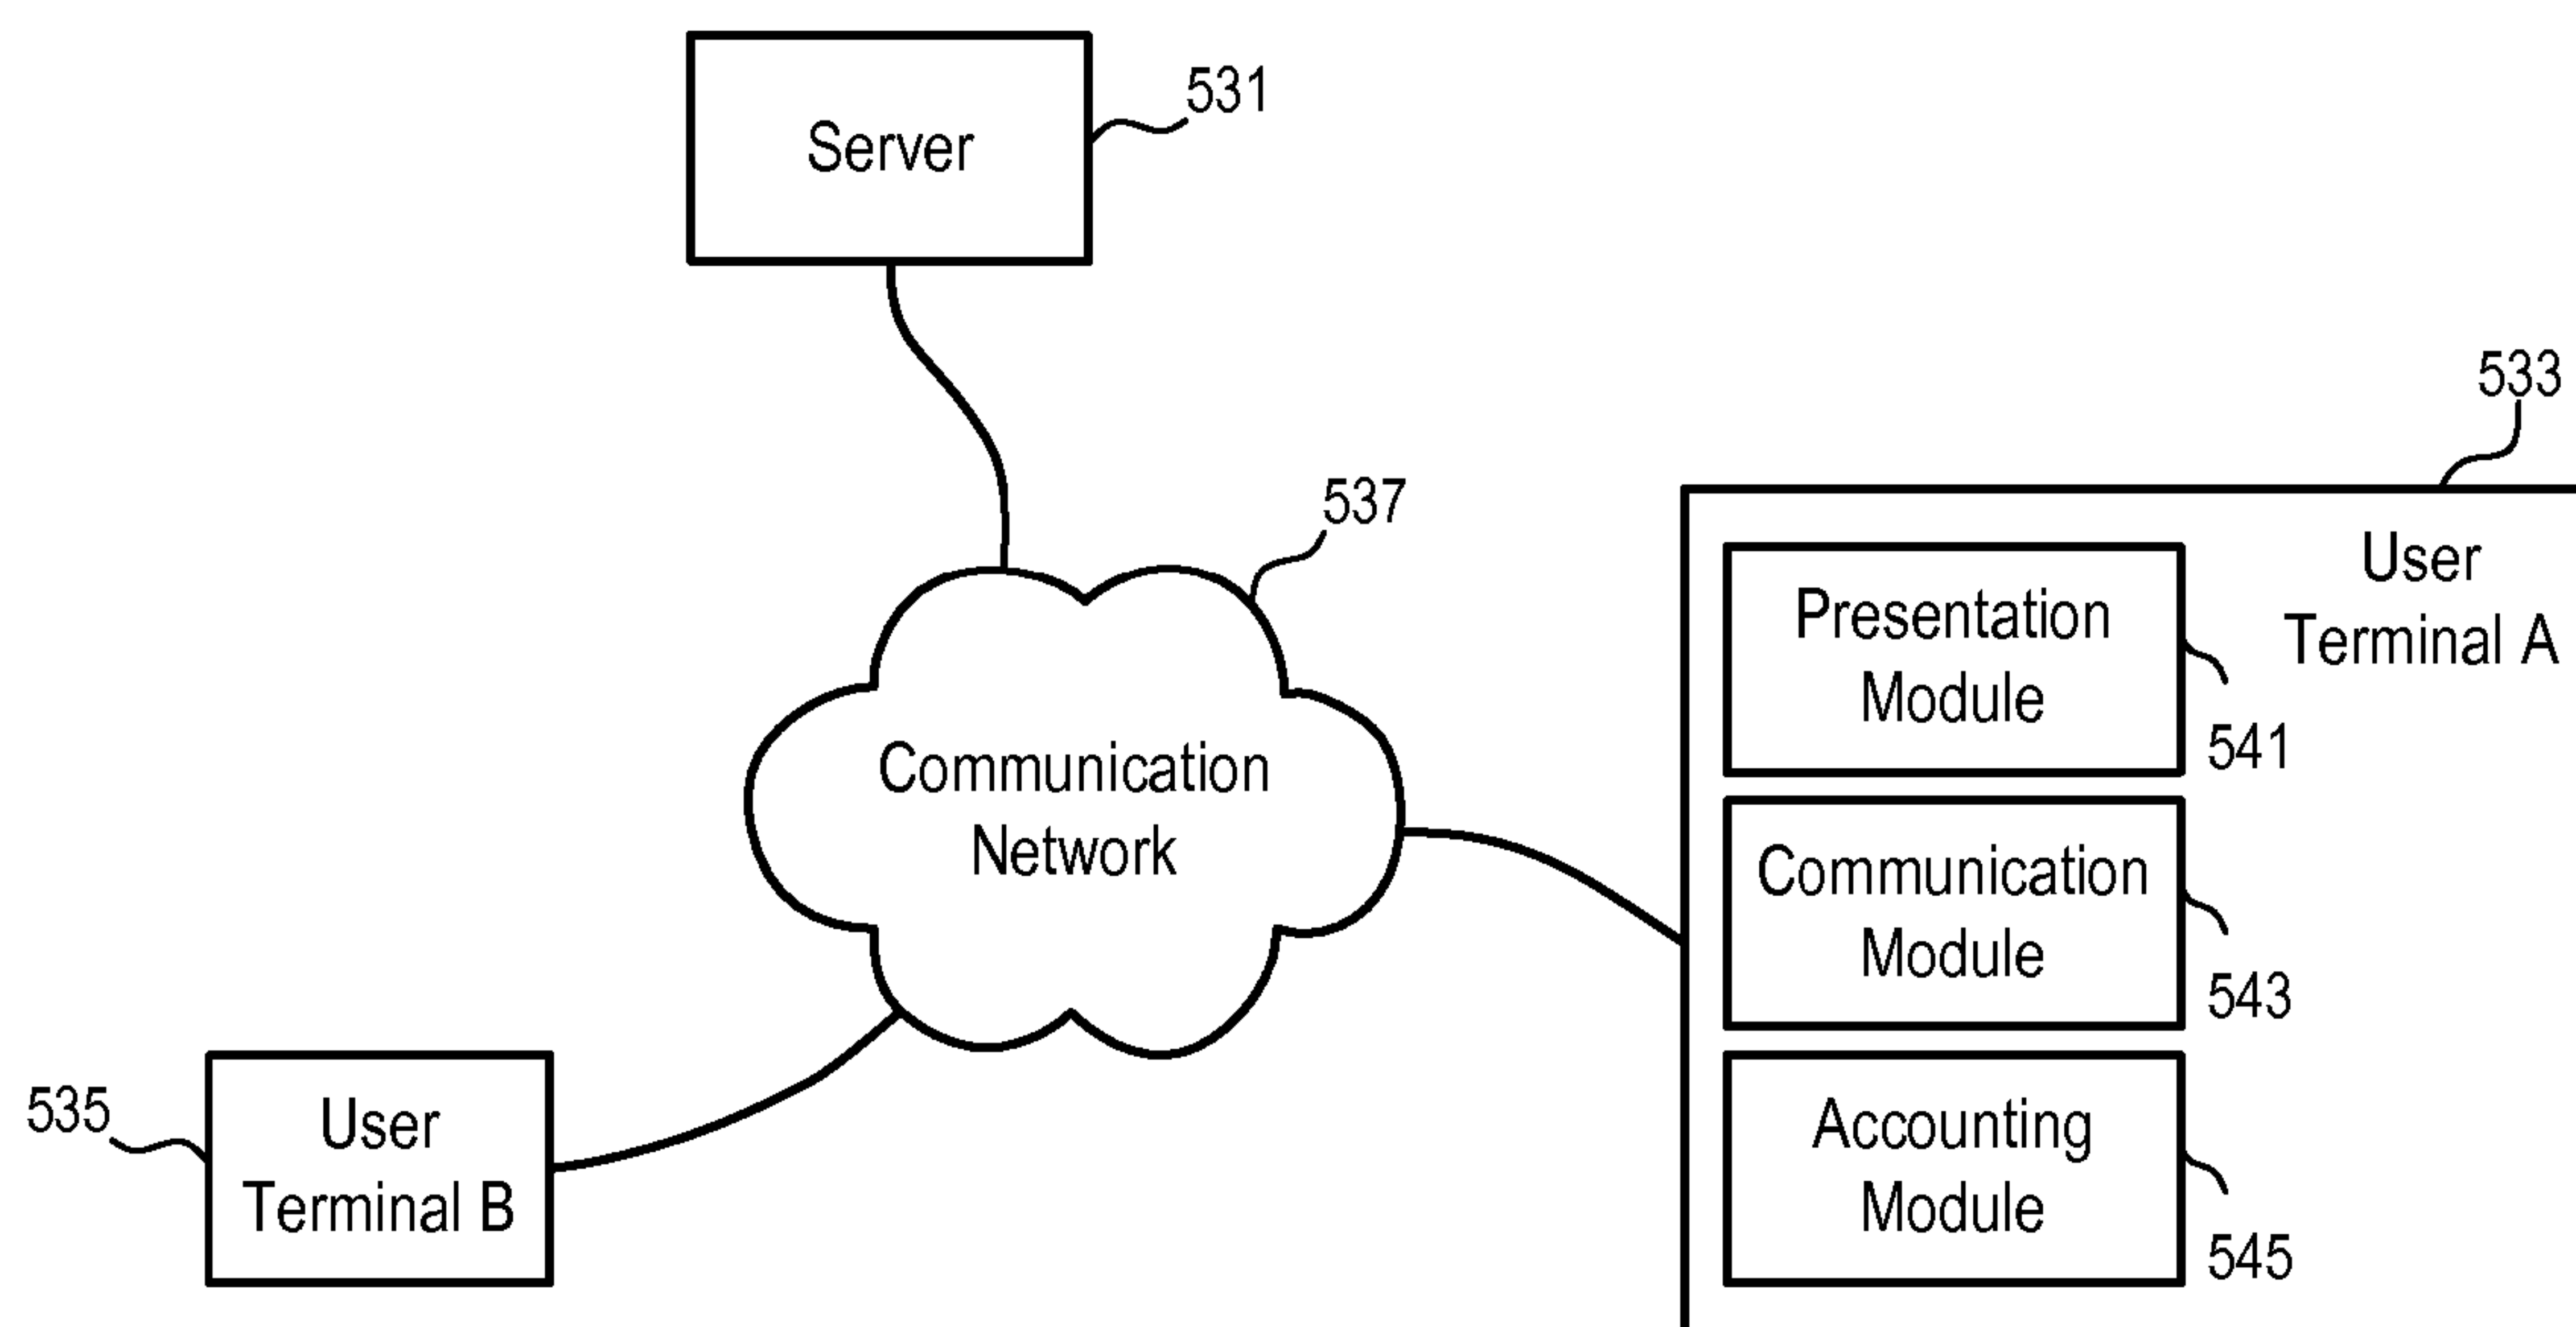 Server
531
533
537
User
Terminal A
Presentation
Module
541
Communication
Network
Communication
Module
543
535
User
Terminal B
Accounting
Module
545